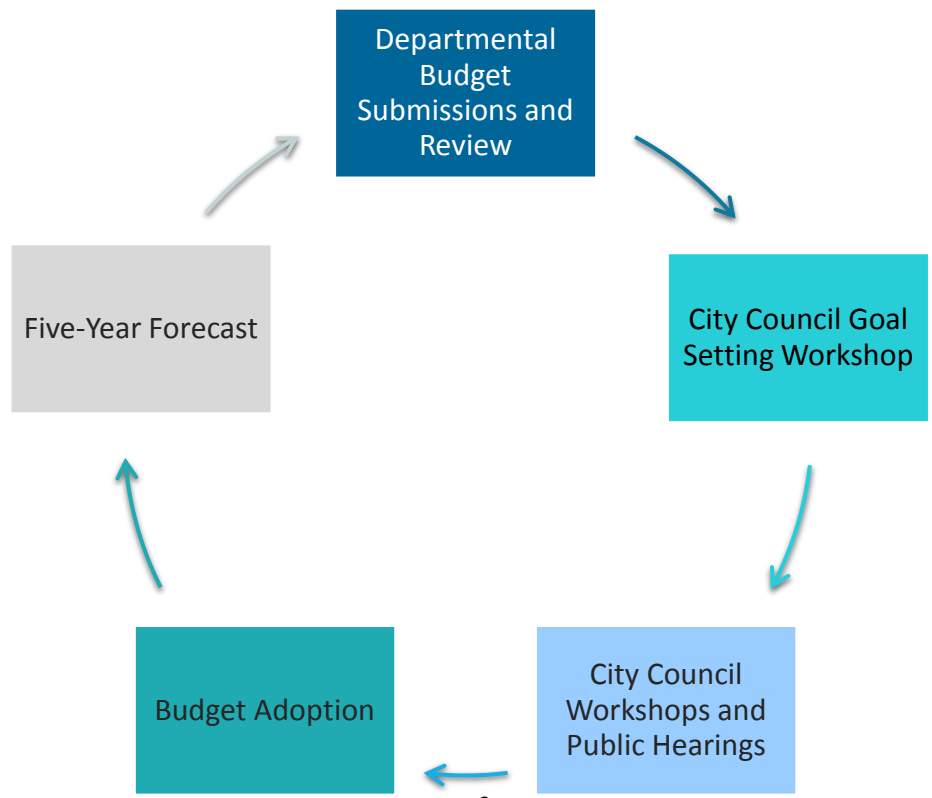 Departmental
Budget
Submissions and
Review
City Council Goal
Setting Workshop
City Council
Workshops and
Public Hearings
Budget Adoption
Five-Year Forecast